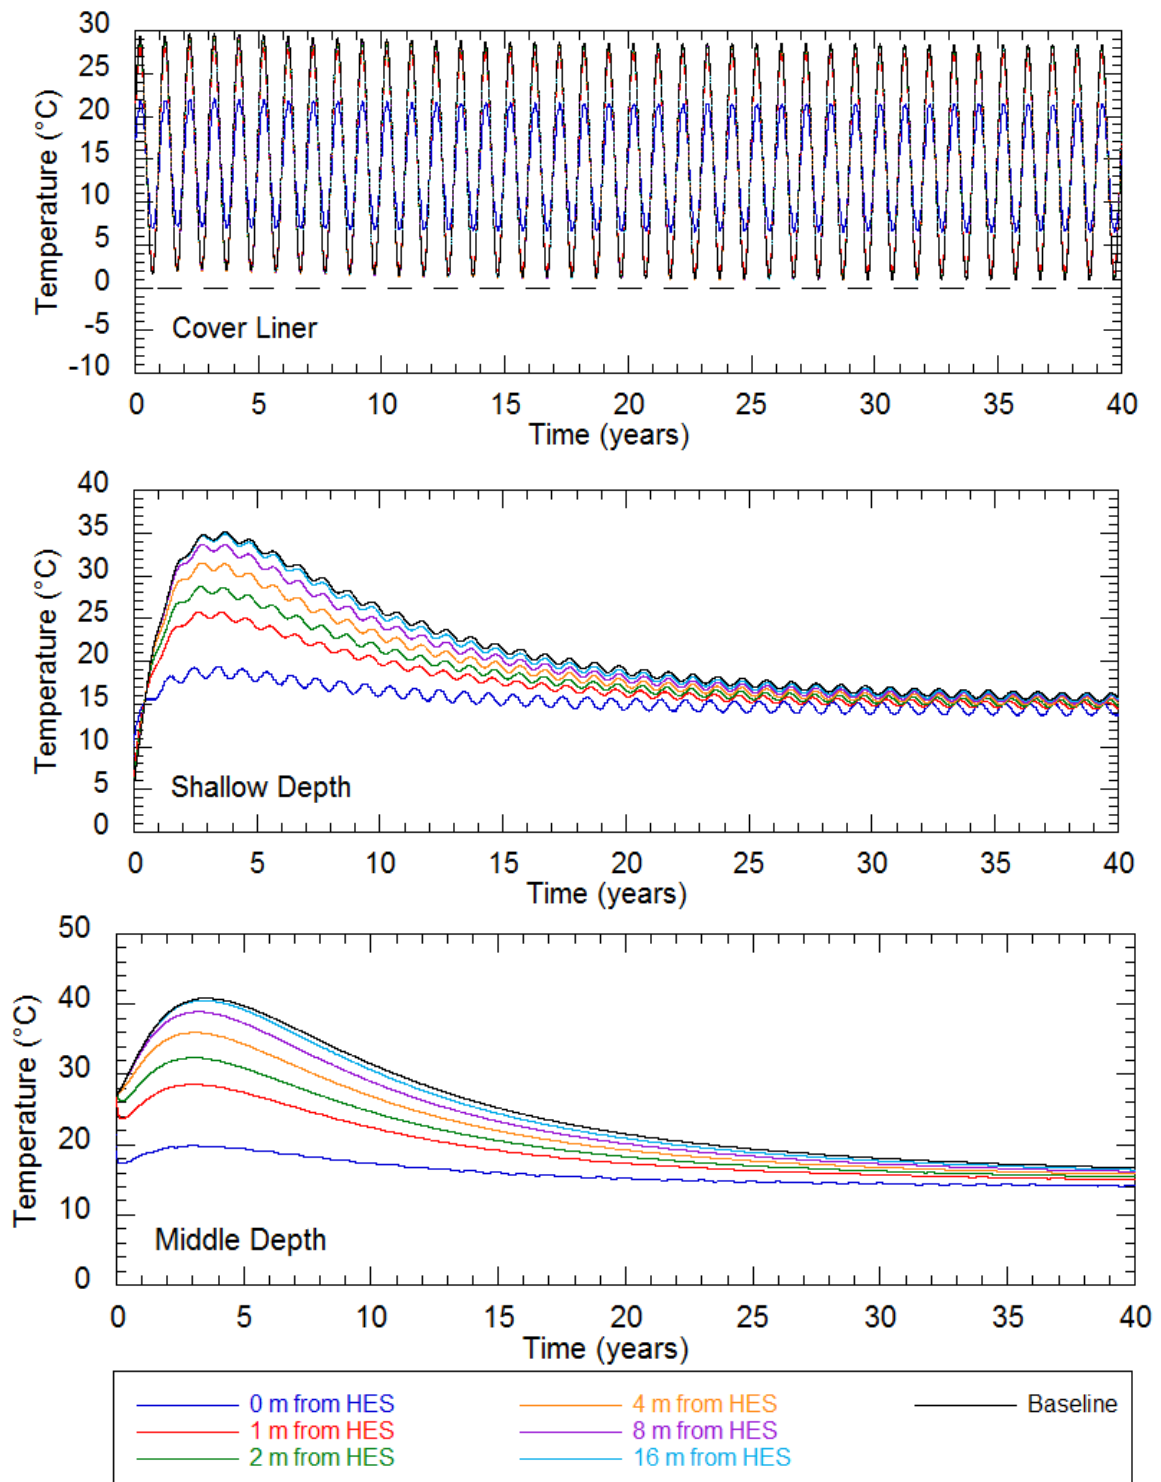 30
25
20
15
10
5
0
-5
-10
Temperature (°C)
Cover Liner
0 5 10 15 20 25 30 35 40
Time (years)
40
35
30
25
20
15
10
5
0
Temperature (°C)
Shallow Depth
0 5 10 15 20 25 30 35 40
Time (years)
50
40
30
20
10
0
Temperature (°C)
Middle Depth
0 5 10 15 20 25 30 35 40
Time (years)
0 m from HES 4 m from HES Baseline
1 m from HES 8 m from HES
2 m from HES 16 m from HES